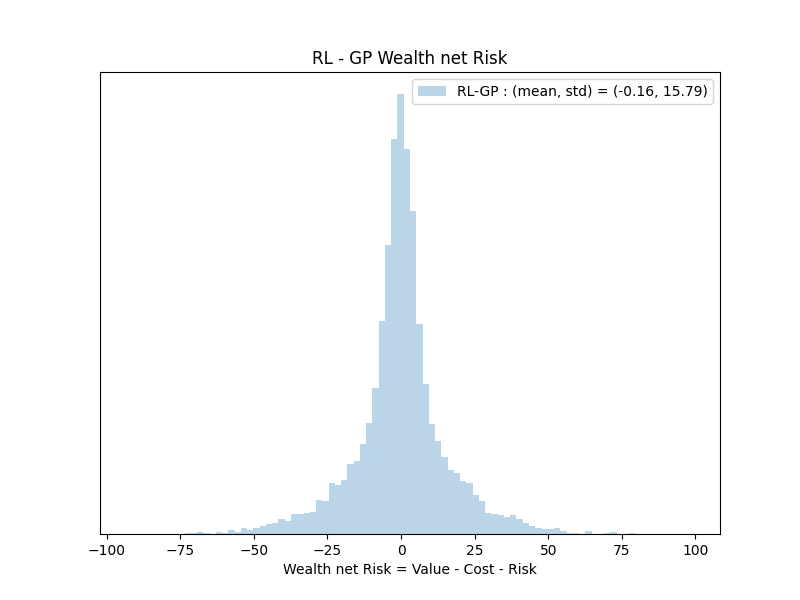 RL - GP Wealth net Risk
RL-GP : (mean, std) = (-0.16, 15.79)
−100 −75 −50 −25 0 25 50 75 100
Wealth net Risk = Value - Cost - Risk